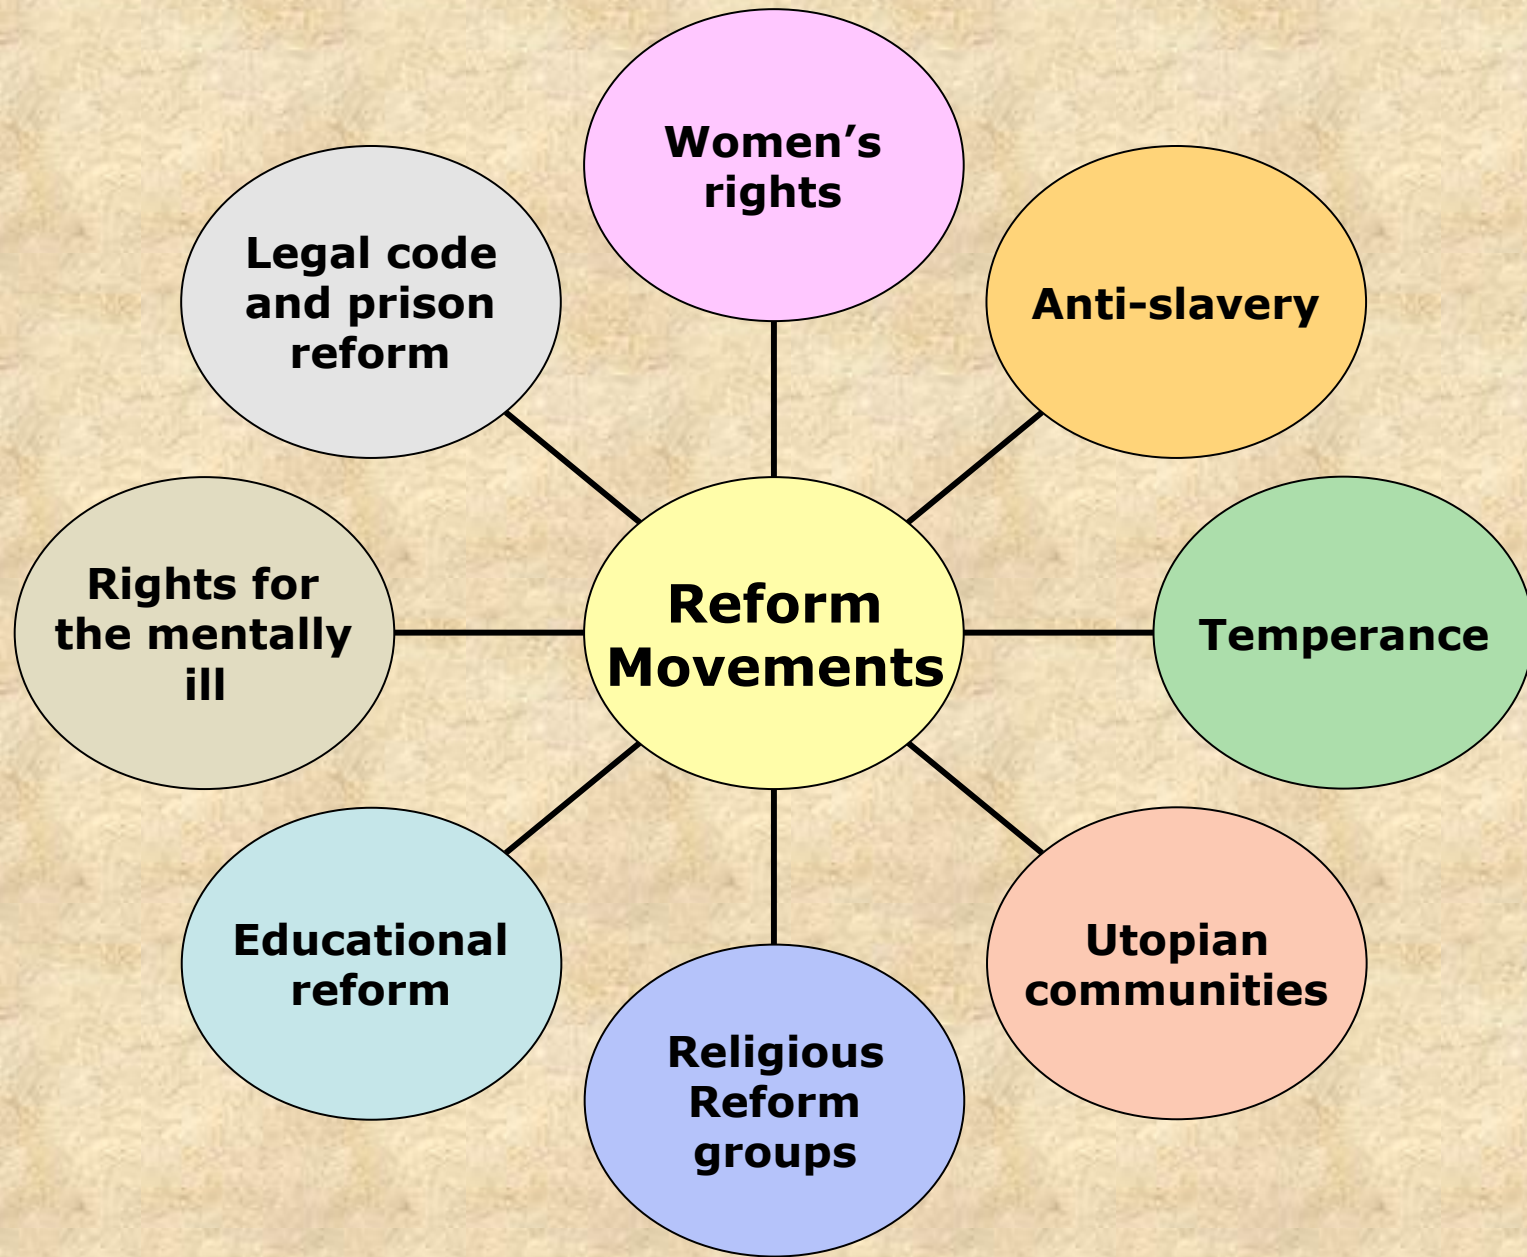 Women’s
rights
Legal code
and prison
reform
Anti-slavery
Rights for
the mentally
ill
Reform
Movements
Temperance
Educational
reform
Utopian
communities
Religious
Reform
groups